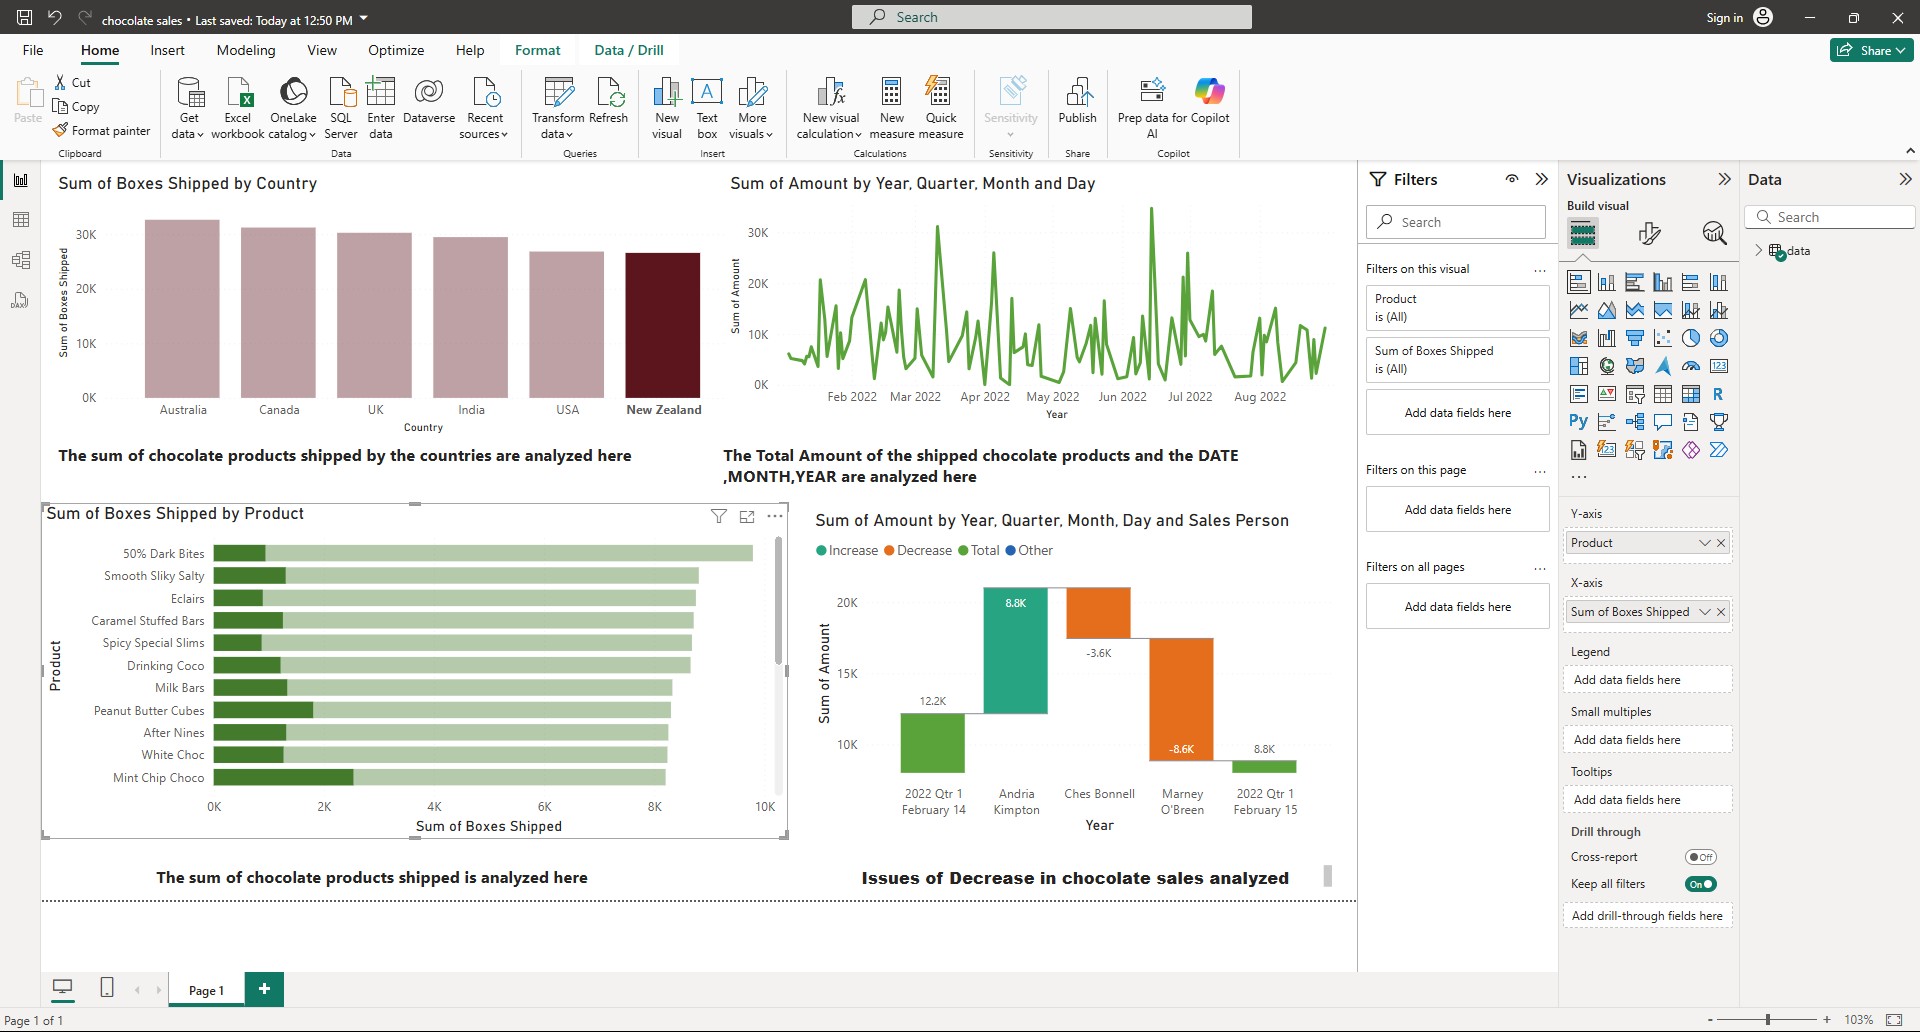 chocolate sales • Last saved: Today at 12:50 PM
Search
Sign in
File Home Insert Modeling View Optimize Help Format Data / Drill
Share
Paste
Cut
Copy
Format painter
Clipboard
Get data
Excel workbook
OneLake catalog
SQL Server
Enter data
Dataverse
Recent sources
Data
Transform data
Refresh
Queries
New visual
Text box
More visuals
Insert
New visual calculation
New measure
Quick measure
Calculations
Sensitivity
Sensitivity
Publish
Share
Prep data for AI
Copilot
Copilot
Sum of Boxes Shipped by Country
Sum of Boxes Shipped
30K
20K
10K
0K
Australia Canada UK India USA New Zealand
Country
The sum of chocolate products shipped by the countries are analyzed here
Sum of Amount by Year, Quarter, Month and Day
Sum of Amount
30K
20K
10K
0K
Feb 2022 Mar 2022 Apr 2022 May 2022 Jun 2022 Jul 2022 Aug 2022
Year
The Total Amount of the shipped chocolate products and the DATE
,MONTH,YEAR are analyzed here
Sum of Boxes Shipped by Product
Product
50% Dark Bites
Smooth Sliky Salty
Eclairs
Caramel Stuffed Bars
Spicy Special Slims
Drinking Coco
Milk Bars
Peanut Butter Cubes
After Nines
White Choc
Mint Chip Choco
0K 2K 4K 6K 8K 10K
Sum of Boxes Shipped
The sum of chocolate products shipped is analyzed here
Sum of Amount by Year, Quarter, Month, Day and Sales Person
Increase Decrease Total Other
Sum of Amount
20K
15K
10K
12.2K
8.8K
-3.6K
-8.6K
8.8K
2022 Qtr 1 February 14
Andria Kimpton
Ches Bonnell
Marney O'Breen
2022 Qtr 1 February 15
Year
Issues of Decrease in chocolate sales analyzed
Filters
Search
Filters on this visual
Product
is (All)
Sum of Boxes Shipped
is (All)
Add data fields here
Filters on this page
Add data fields here
Filters on all pages
Add data fields here
Visualizations
Build visual
123
R
Py
Y-axis
Product
X-axis
Sum of Boxes Shipped
Legend
Add data fields here
Small multiples
Add data fields here
Tooltips
Add data fields here
Drill through
Cross-report
Off
Keep all filters
On
Add drill-through fields here
Data
Search
data
DAX
Page 1
Page 1 of 1
- + 103%